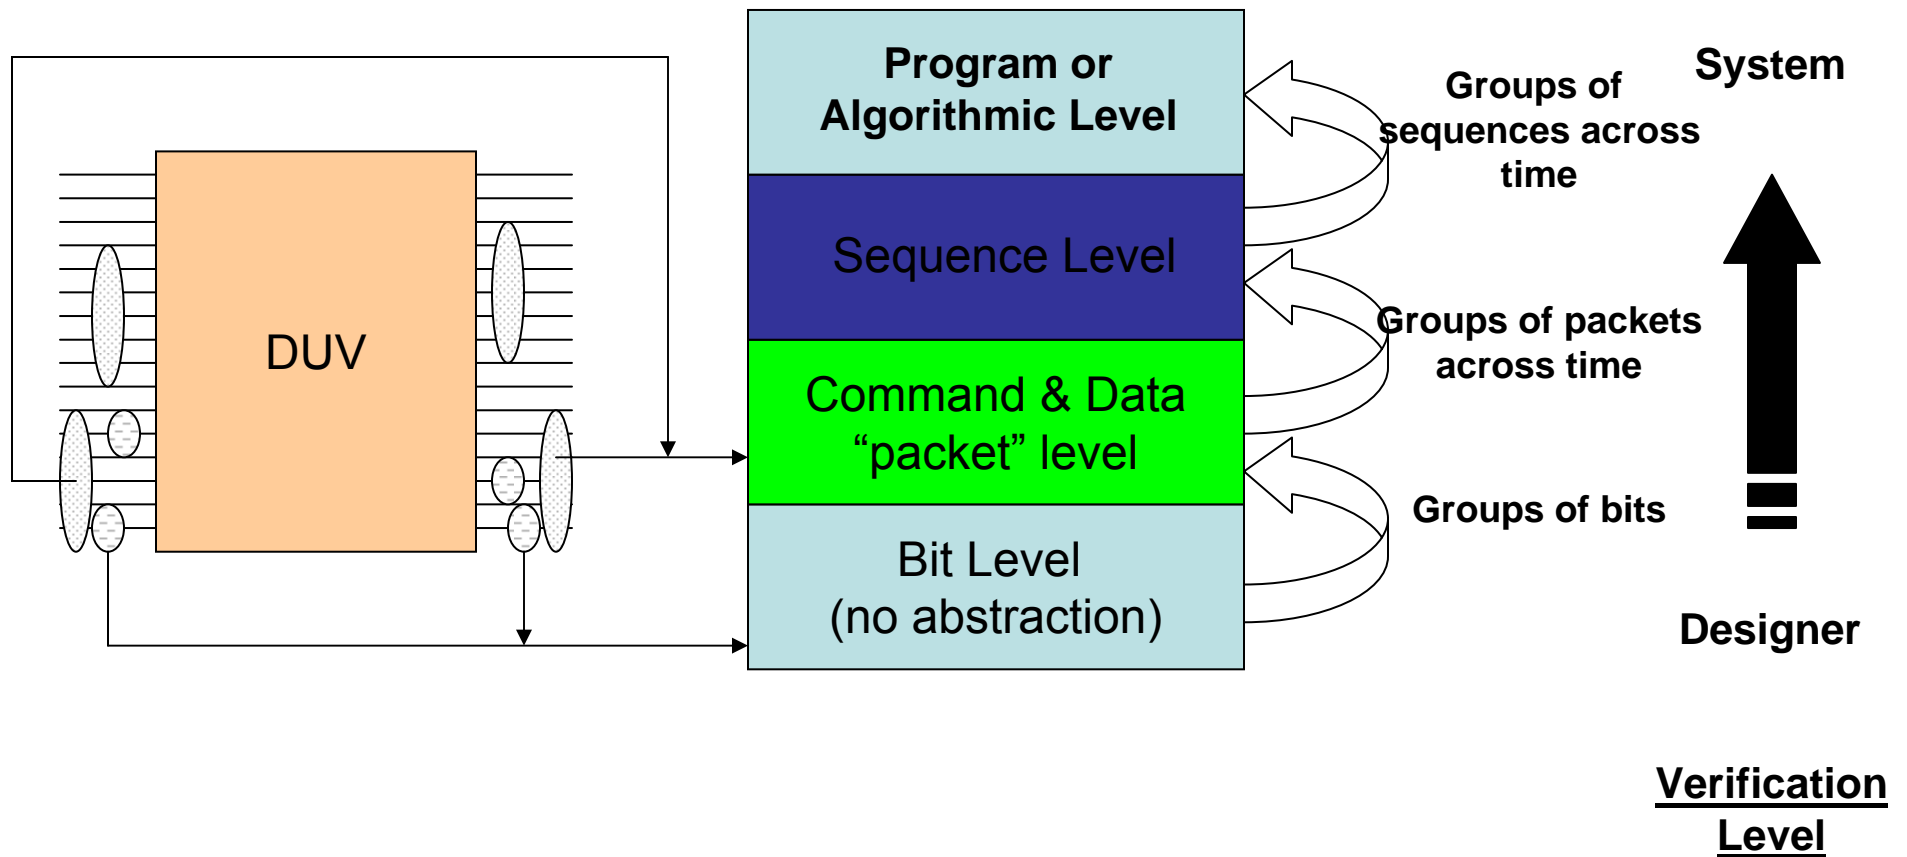 Program or
Algorithmic Level
Sequence Level
Command & Data
“packet” level
Bit Level
(no abstraction)
DUV
Groups of
sequences across
time
Groups of packets
across time
Groups of bits
System
Designer
Verification
Level